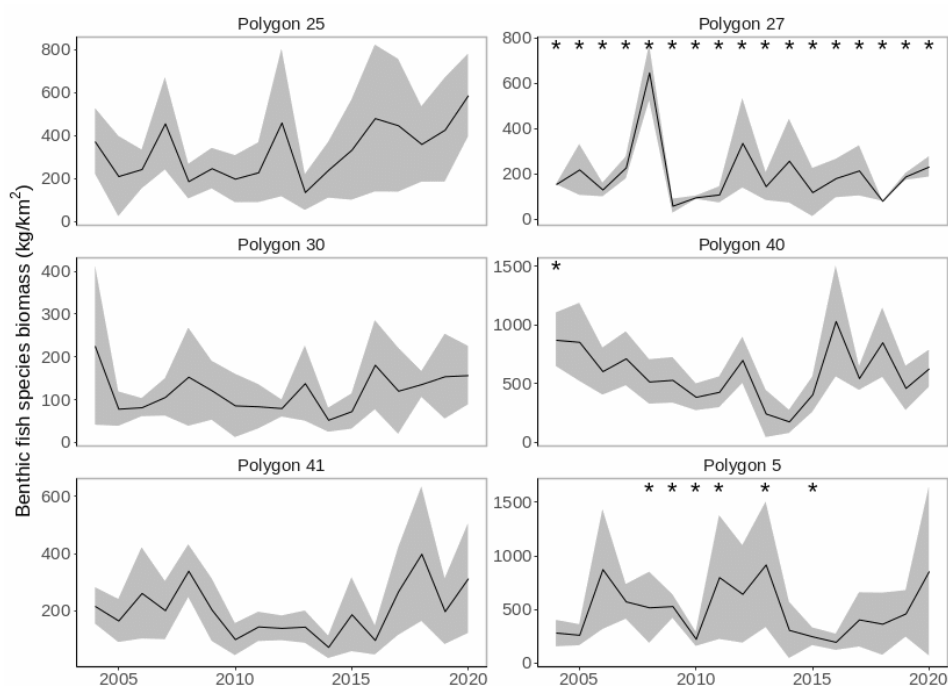 Polygon 25 Polygon 27
* * * * * * * * * * * * * * * * *
800 800
600 600
400 400
200 200
0 0
Polygon 30 Polygon 40
*
400 1500
300 1000
200 500
100 0
0
Polygon 41 Polygon 5
* * * * * *
600 1500
400 1000
200 500
0
2005 2010 2015 2020 2005 2010 2015 2020
Benthic fish species biomass (kg/km²)